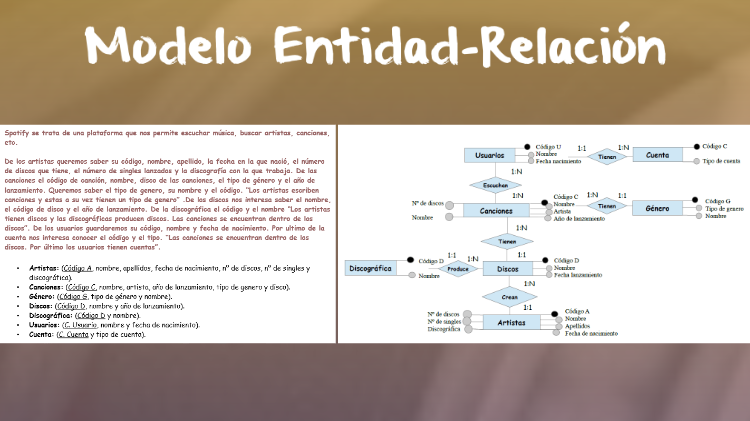 Modelo Entidad-Relación
Spotify se trata de una plataforma que nos permite escuchar música, buscar artistas, canciones,
etc.
De los artistas queremos saber su código, nombre, apellido, la fecha en la que nació, el número
de discos que tiene, el número de singles lanzados y la discografía con la que trabajo. De las
canciones el código de canción, nombre, disco de las canciones, el tipo de género y el año de
lanzamiento. Queremos saber el tipo de genero, su nombre y el código. "Los artistas escriben
canciones y estas a su vez tienen un tipo de genero" .De los discos nos interesa saber el nombre,
el código de disco y el año de lanzamiento. De la discográfica el código y el nombre "Los artistas
tienen discos y las discográficas producen discos. Las canciones se encuentran dentro de los
discos". De los usuarios guardaremos su código, nombre y fecha de nacimiento. Por ultimo de la
cuenta nos interesa conocer el código y el tipo. "Las canciones se encuentran dentro de los
discos. Por último los usuarios tienen cuentas".
• Artistas: (Código A, nombre, apellidos, fecha de nacimiento, nº de discos, nº de singles y
discográfica).
• Canciones: (Código C, nombre, artista, año de lanzamiento, tipo de genero y disco).
• Género: (Código G, tipo de género y nombre).
• Discos: (Código D, nombre y año de lanzamiento).
• Discográfica: (Código D y nombre).
• Usuarios: (C. Usuario, nombre y fecha de nacimiento).
• Cuenta: (C. Cuenta y tipo de cuenta).
Usuarios
Código U
Nombre
Fecha nacimiento
1:1
Tienen
1:N
Cuenta
Código C
Tipo de cuenta
1:N
Escuchan
1:N
Nº de discos
Nombre
Canciones
Código C
Nombre
Artista
Año de lanzamiento
1:N
Tienen
1:1
Género
Código G
Tipo de genero
Nombre
1:N
Tienen
1:1
Discográfica
Código D
Nombre
1:1
Produce
1:N
Discos
Código D
Nombre
Fecha lanzamiento
1:N
Crean
1:1
Nº de discos
Nº de singles
Discográfica
Artistas
Código A
Nombre
Apellidos
Fecha de nacimiento